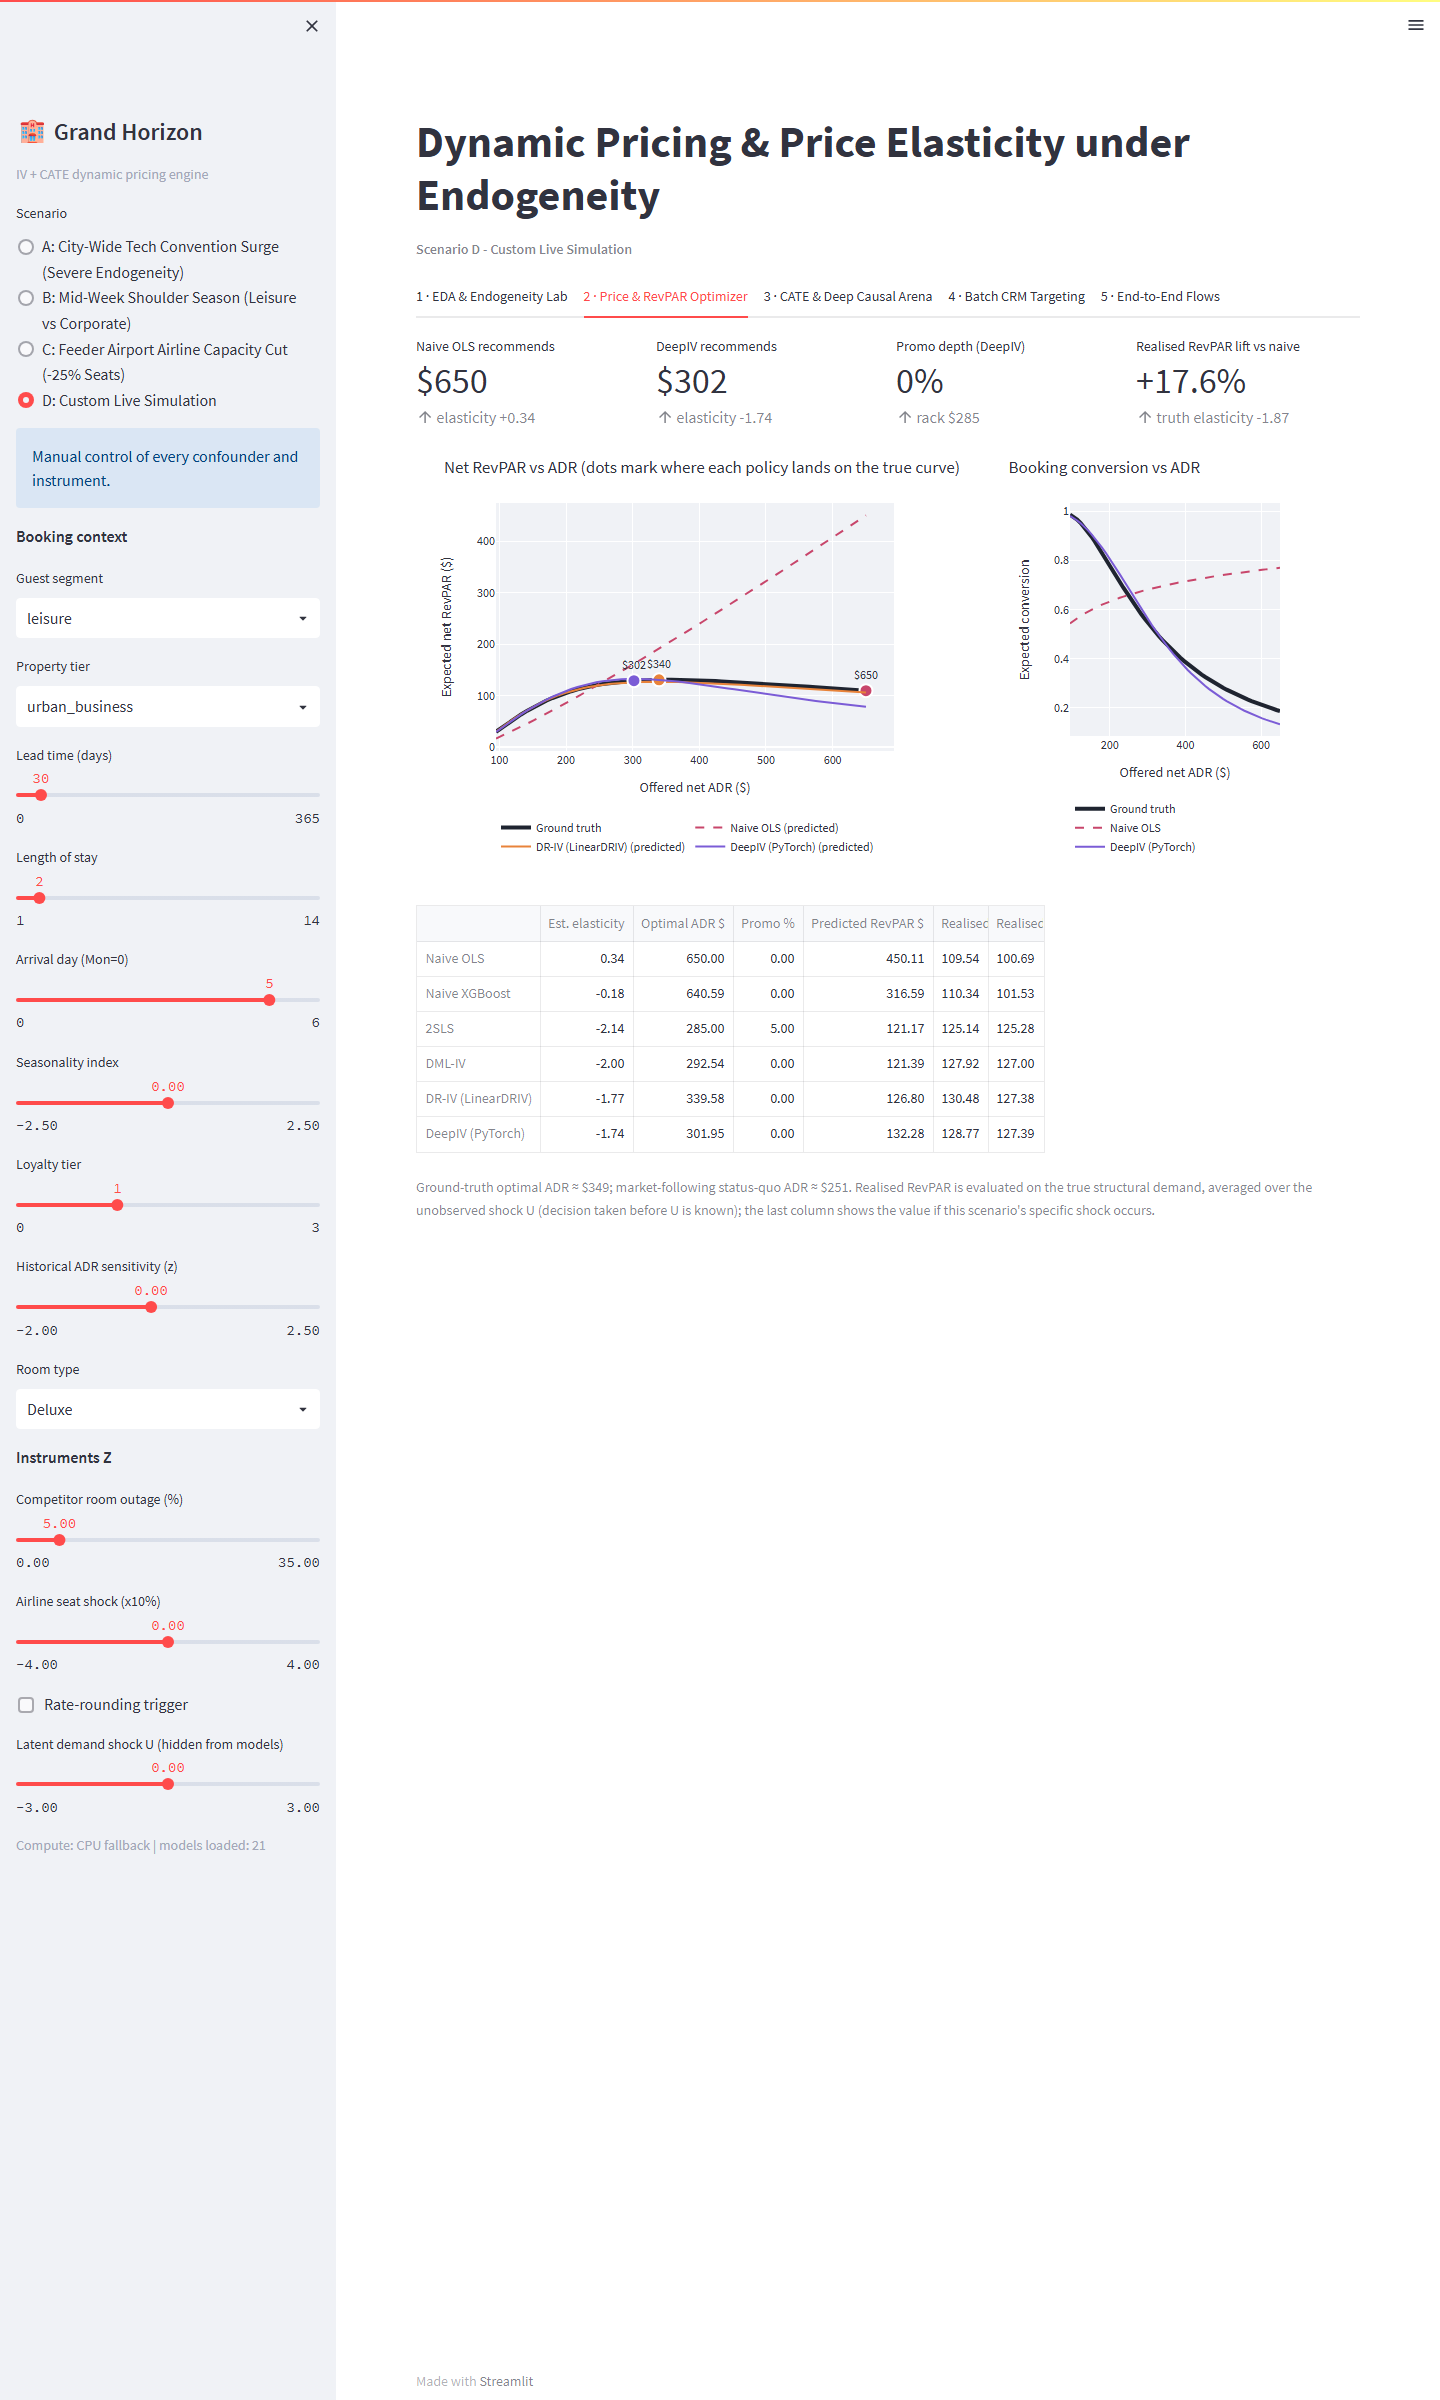 Grand Horizon
IV + CATE dynamic pricing engine
Scenario
A: City-Wide Tech Convention Surge
(Severe Endogeneity)
B: Mid-Week Shoulder Season (Leisure
vs Corporate)
C: Feeder Airport Airline Capacity Cut
(-25% Seats)
D: Custom Live Simulation
Manual control of every confounder and
instrument.
Booking context
Guest segment
leisure
Property tier
urban_business
Lead time (days)
30
0 365
Length of stay
2
1 14
Arrival day (Mon=0)
5
0 6
Seasonality index
0.00
-2.50 2.50
Loyalty tier
1
0 3
Historical ADR sensitivity (z)
0.00
-2.00 2.50
Room type
Deluxe
Instruments Z
Competitor room outage (%)
5.00
0.00 35.00
Airline seat shock (x10%)
0.00
-4.00 4.00
Rate-rounding trigger
Latent demand shock U (hidden from models)
0.00
-3.00 3.00
Compute: CPU fallback | models loaded: 21
Dynamic Pricing & Price Elasticity under
Endogeneity
Scenario D - Custom Live Simulation
1 · EDA & Endogeneity Lab 2 · Price & RevPAR Optimizer 3 · CATE & Deep Causal Arena 4 · Batch CRM Targeting 5 · End-to-End Flows
Naive OLS recommends DeepIV recommends Promo depth (DeepIV) Realised RevPAR lift vs naive
$650 $302 0% +17.6%
↑ elasticity +0.34 ↑ elasticity -1.74 ↑ rack $285 ↑ truth elasticity -1.87
Net RevPAR vs ADR (dots mark where each policy lands on the true curve)
Expected net RevPAR ($)
400
300
200
100
0
$302 $340 $650
100 200 300 400 500 600
Offered net ADR ($)
Ground truth Naive OLS (predicted)
DR-IV (LinearDRIV) (predicted) DeepIV (PyTorch) (predicted)
Booking conversion vs ADR
Expected conversion
1
0.8
0.6
0.4
0.2
200 400 600
Offered net ADR ($)
Ground truth
Naive OLS
DeepIV (PyTorch)
Est. elasticity Optimal ADR $ Promo % Predicted RevPAR $ Realised Realised
Naive OLS 0.34 650.00 0.00 450.11 109.54 100.69
Naive XGBoost -0.18 640.59 0.00 316.59 110.34 101.53
2SLS -2.14 285.00 5.00 121.17 125.14 125.28
DML-IV -2.00 292.54 0.00 121.39 127.92 127.00
DR-IV (LinearDRIV) -1.77 339.58 0.00 126.80 130.48 127.38
DeepIV (PyTorch) -1.74 301.95 0.00 132.28 128.77 127.39
Ground-truth optimal ADR ≈ $349; market-following status-quo ADR ≈ $251. Realised RevPAR is evaluated on the true structural demand, averaged over the
unobserved shock U (decision taken before U is known); the last column shows the value if this scenario's specific shock occurs.
Made with Streamlit